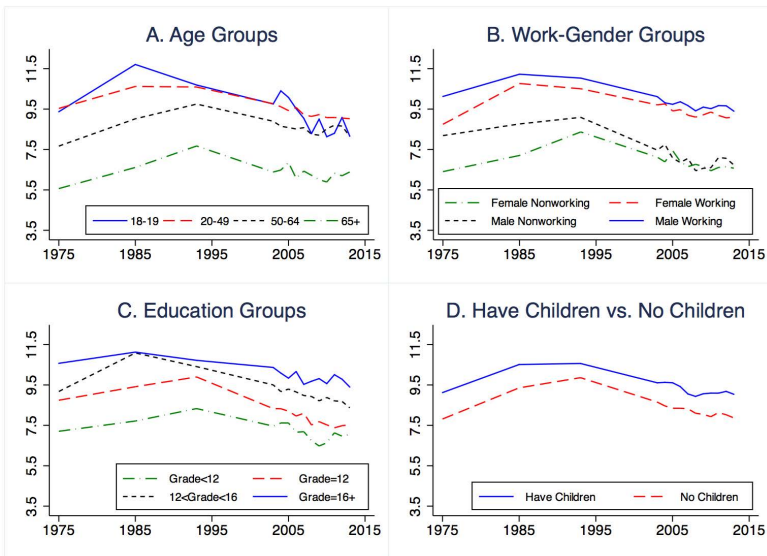 A. Age Groups
11.5
9.5
7.5
5.5
3.5
18-19 20-49 50-64 65+
1975 1985 1995 2005 2015
B. Work-Gender Groups
11.5
9.5
7.5
5.5
3.5
Female Nonworking Female Working
Male Nonworking Male Working
1975 1985 1995 2005 2015
C. Education Groups
11.5
9.5
7.5
5.5
3.5
Grade<12 Grade=12
12<Grade<16 Grade=16+
1975 1985 1995 2005 2015
D. Have Children vs. No Children
11.5
9.5
7.5
5.5
3.5
Have Children No Children
1975 1985 1995 2005 2015